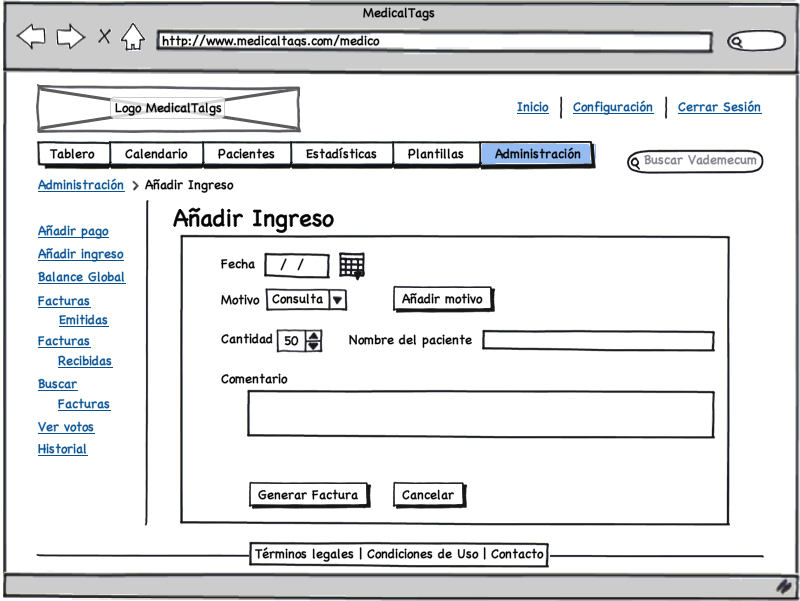 MedicalTags
http://www.medicaltags.com/medico
Logo MedicalTalgs
Inicio | Configuración | Cerrar Sesión
Tablero Calendario Pacientes Estadísticas Plantillas Administración
Buscar Vademecum
Administración > Añadir Ingreso
Añadir pago
Añadir ingreso
Balance Global
Facturas
Emitidas
Facturas
Recibidas
Buscar
Facturas
Ver votos
Historial
Añadir Ingreso
Fecha / /
Motivo Consulta Añadir motivo
Cantidad 50 Nombre del paciente
Comentario
Generar Factura Cancelar
Términos legales | Condiciones de Uso | Contacto